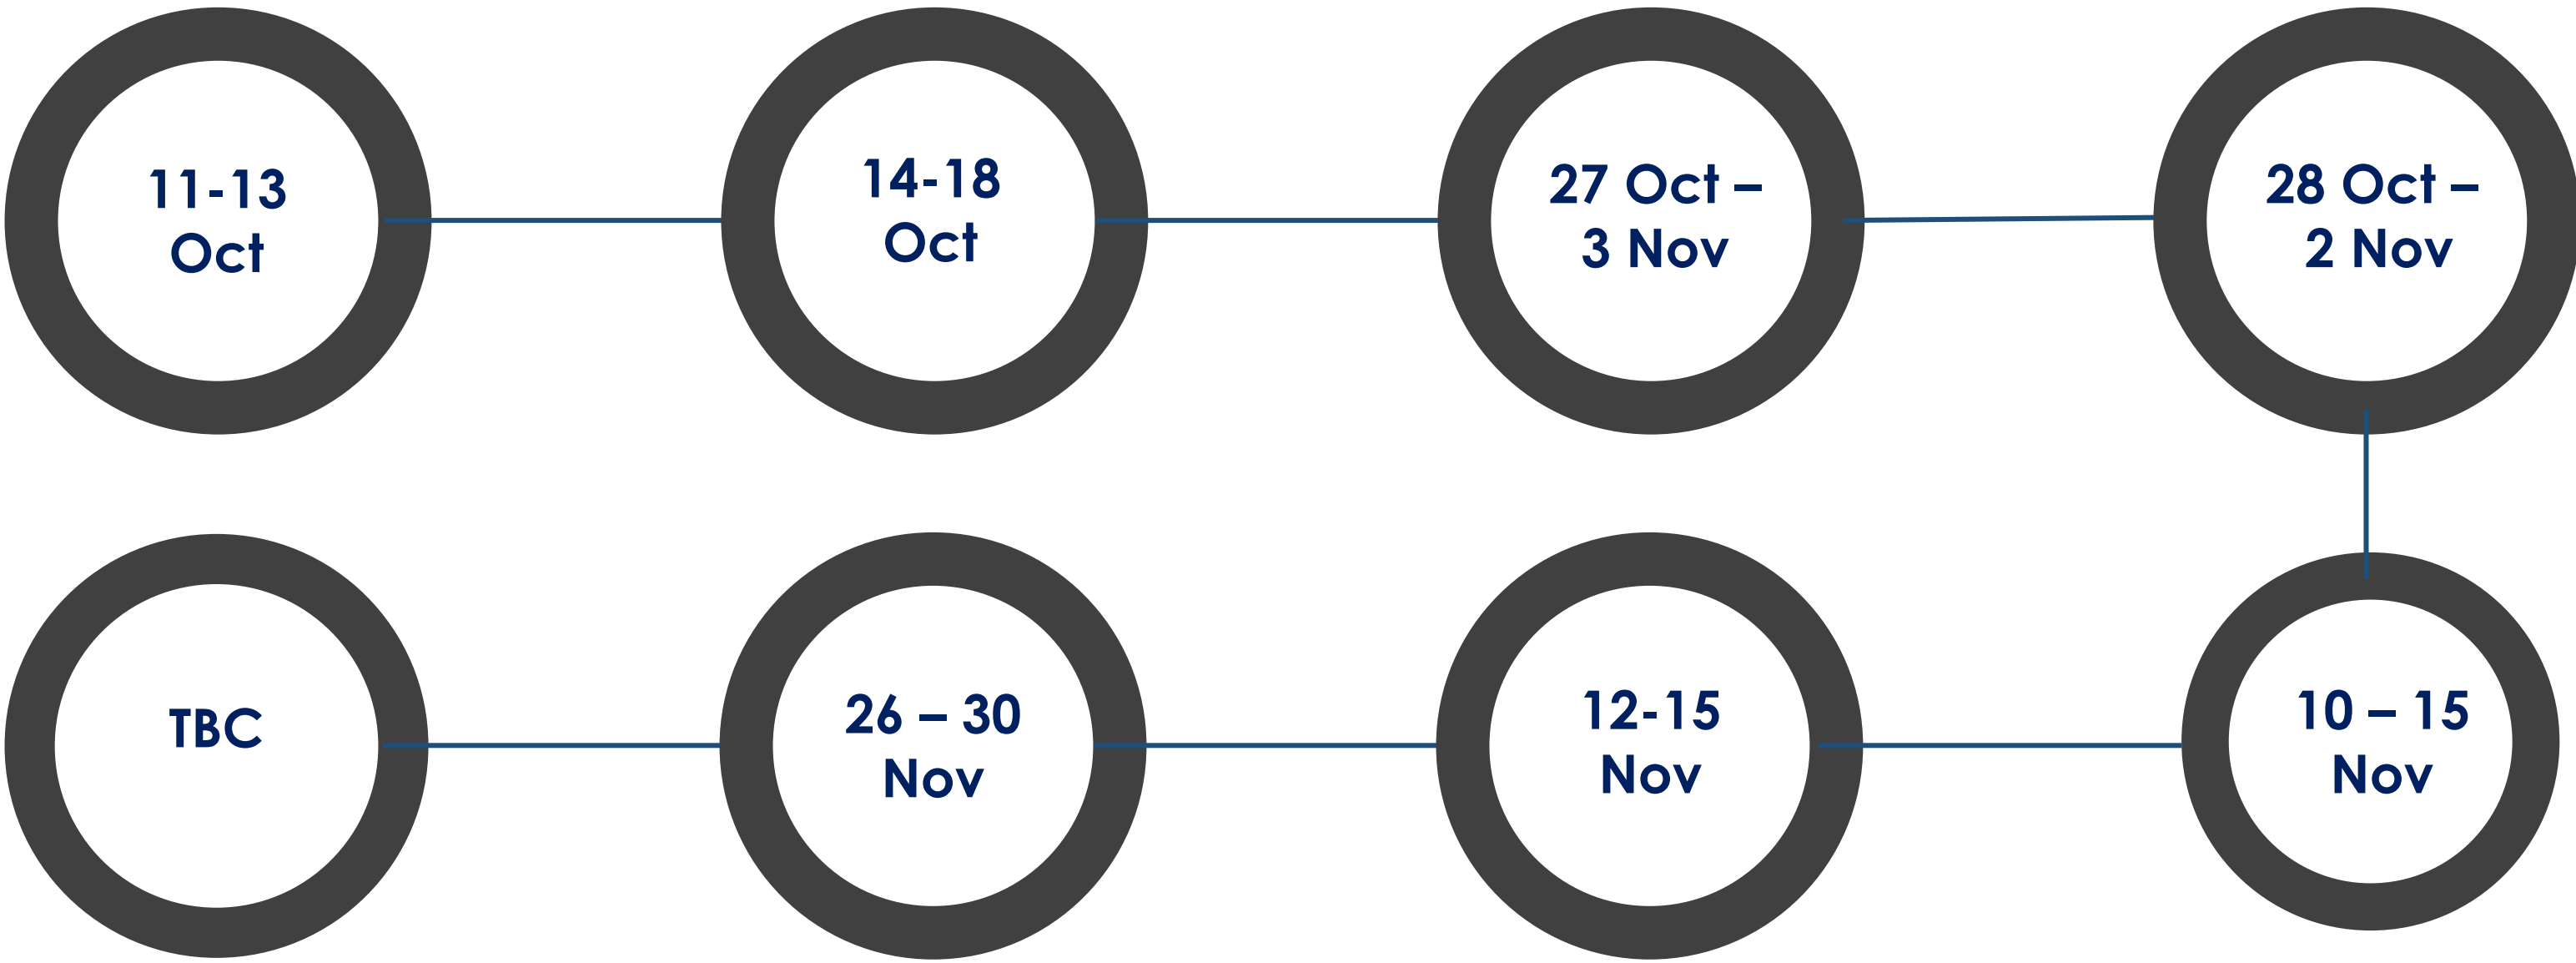 11-13
Oct
14-18
Oct
27 Oct –
3 Nov
28 Oct –
2 Nov
TBC
26 – 30
Nov
12-15
Nov
10 – 15
Nov